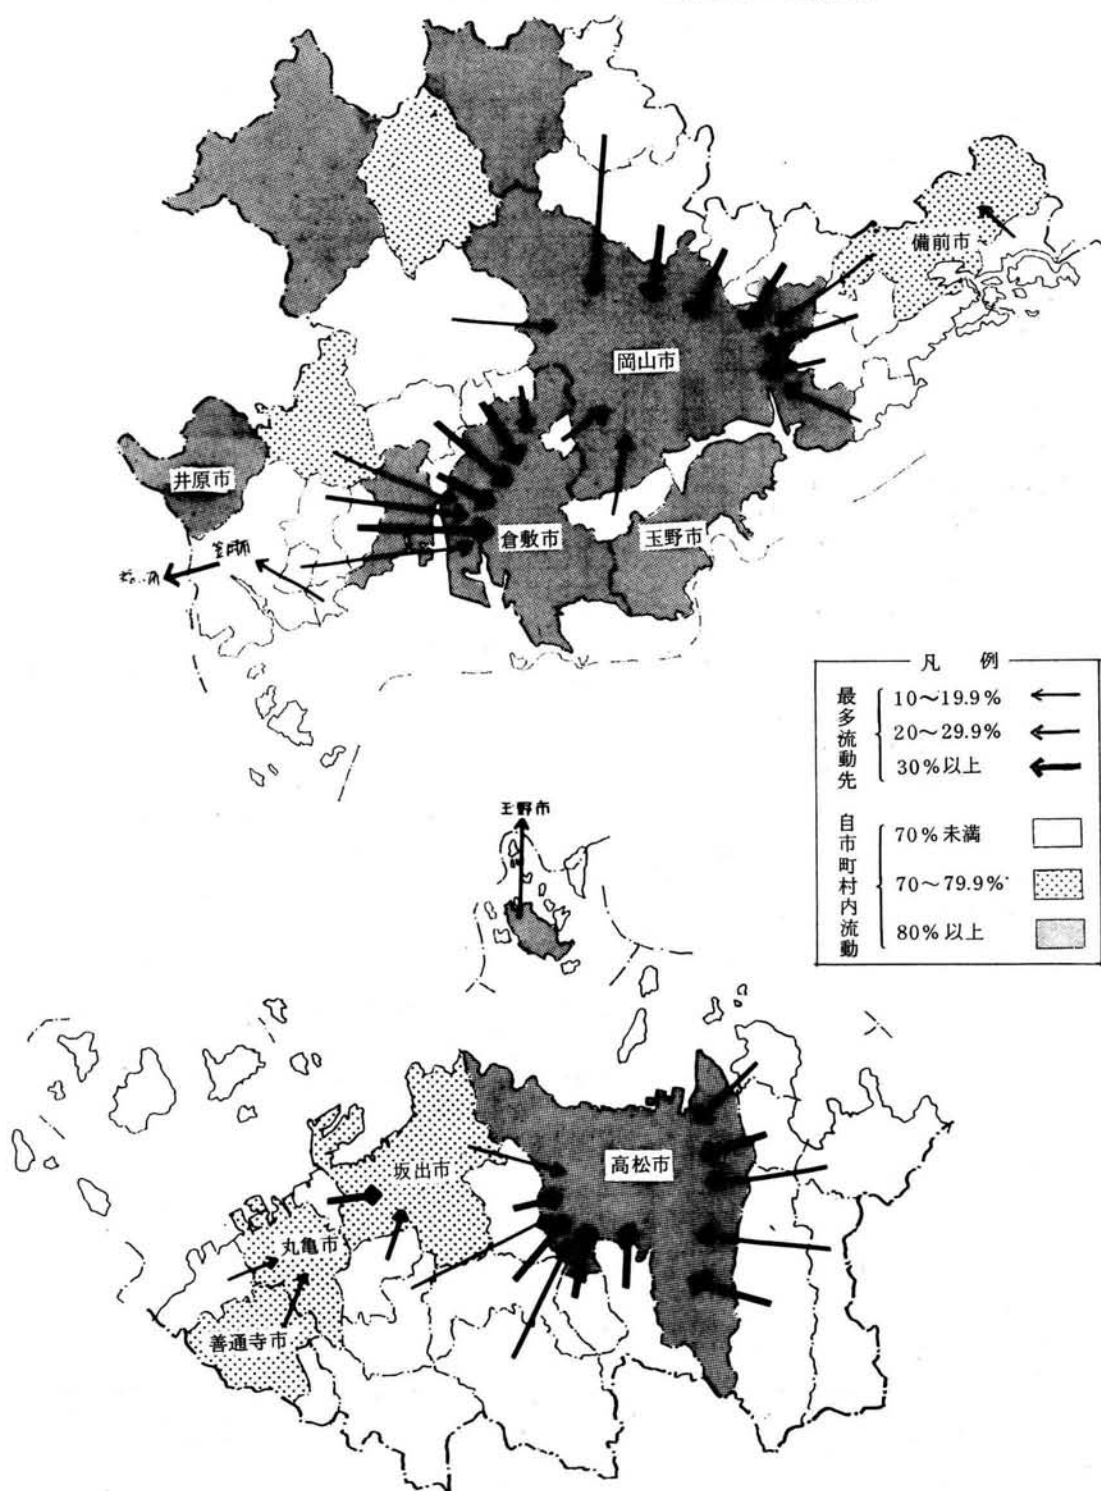 備前市
岡山市
井原市
倉敷市
玉野市
凡 例
最多流動先
10～19.9%
20～29.9%
30%以上
自市町村内流動
70%未満
70～79.9%
80%以上
玉野市
坂出市
高松市
丸亀市
善通寺市